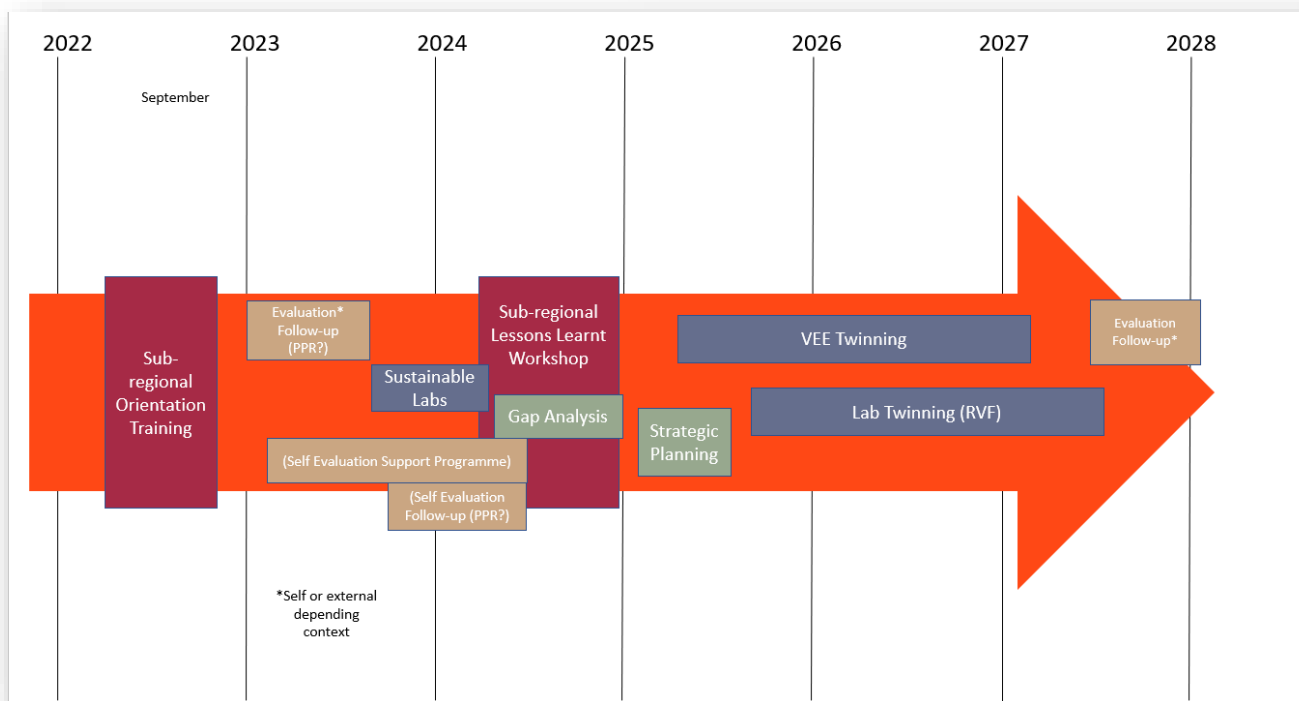 2022
2023
2024
2025
2026
2027
2028
September
Sub-
regional
Orientation
Training
Evaluation*
Follow-up
(PPR?)
Sustainable
Labs
(Self Evaluation Support Programme)
(Self Evaluation
Follow-up (PPR?)
Sub-regional
Lessons Learnt
Workshop
Gap Analysis
Strategic
Planning
VEE Twinning
Lab Twinning (RVF)
Evaluation
Follow-up*
*Self or external
depending
context